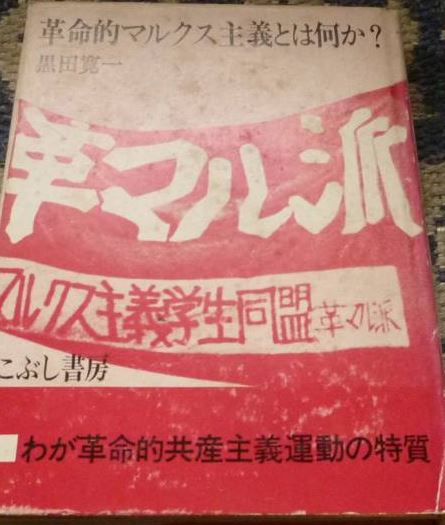 革命的マルクス主義とは何か?
黒田寛一
革マル派
マルクス主義学生同盟 革マル派
こぶし書房
わが革命的共産主義運動の特質